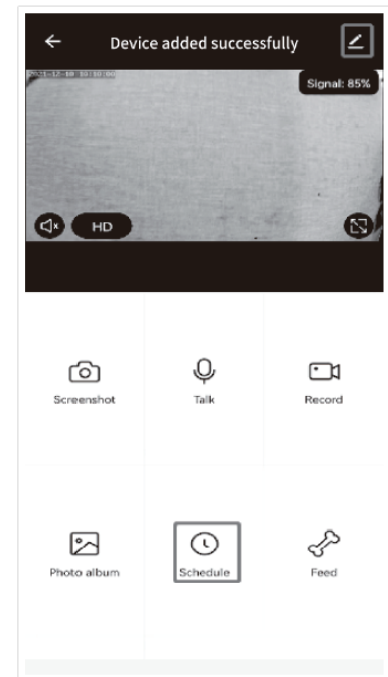 Device added successfully
Signal: 85%
HD
Screenshot
Talk
Record
Photo album
Schedule
Feed